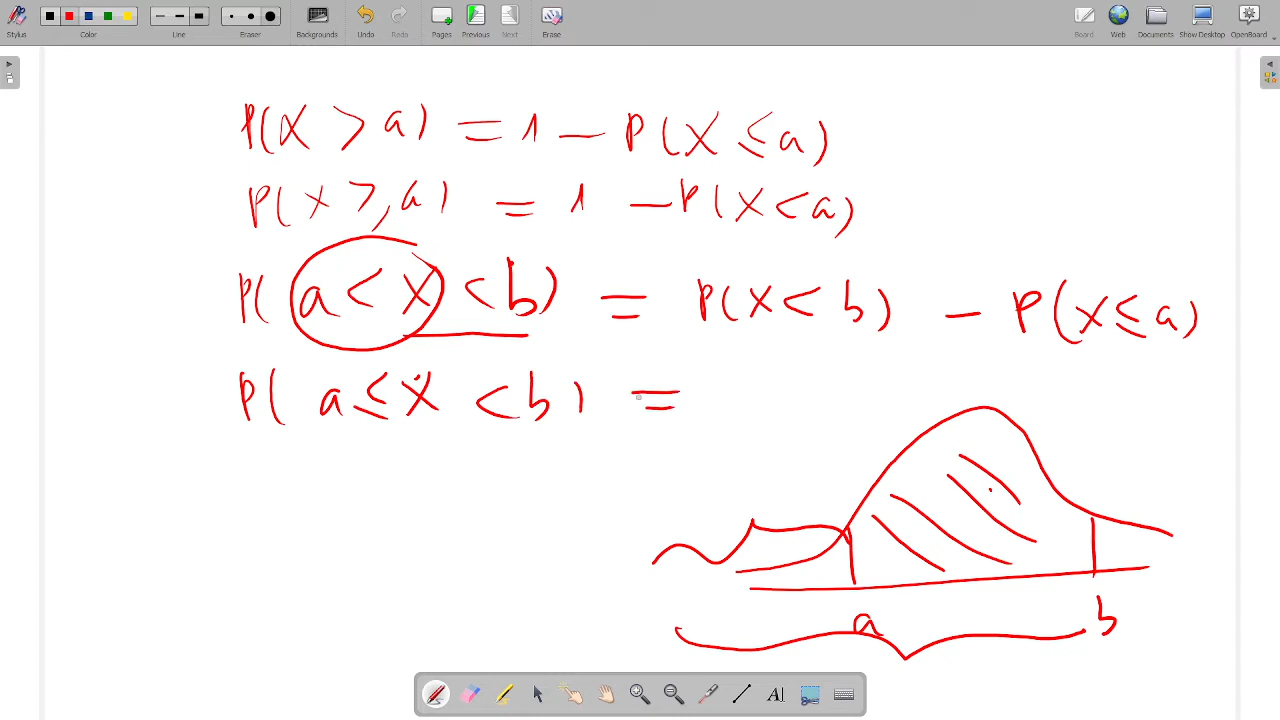 Stylus Color Line Eraser Backgrounds Undo Redo Pages Previous Next Erase Board Web Documents Show Desktop OpenBoard
P(X > a) = 1 - P(X ≤ a)
P(X ≥ a) = 1 - P(X < a)
P(a < X < b) = P(X < b) - P(X ≤ a)
P(a ≤ X < b) =
a b
AI